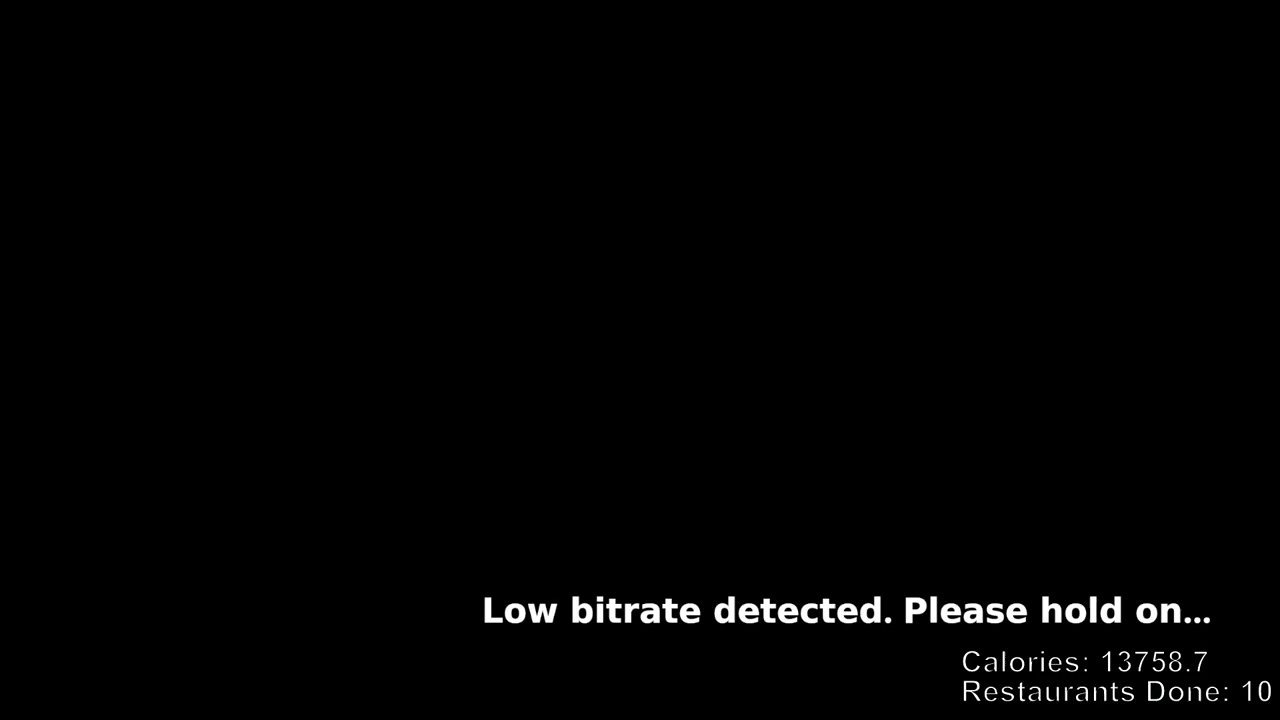 Low bitrate detected. Please hold on...
Calories: 13758.7
Restaurants Done: 10